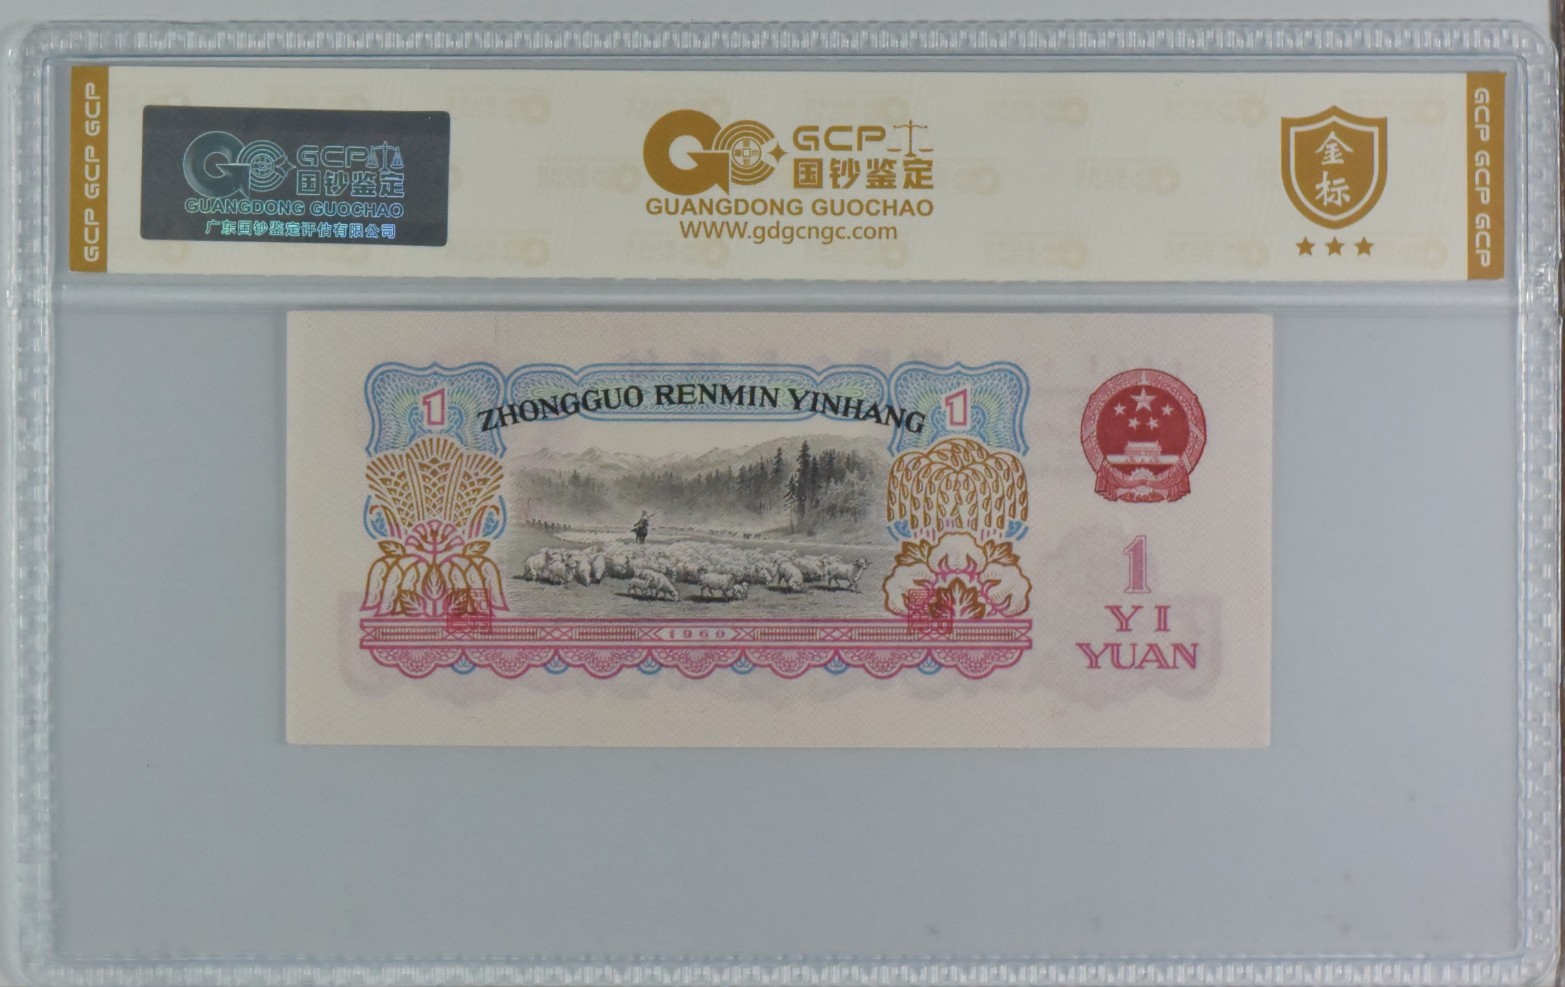 GCP GCP GCP
GCP
国钞鉴定
GUANGDONG GUOCHAO
广东国钞鉴定评估有限公司
GCP
国钞鉴定
GUANGDONG GUOCHAO
WWW.gdgcngc.com
金
标
GCP GCP GCP
1
ZHONGGUO RENMIN YINHANG
1
1960
1
YI
YUAN